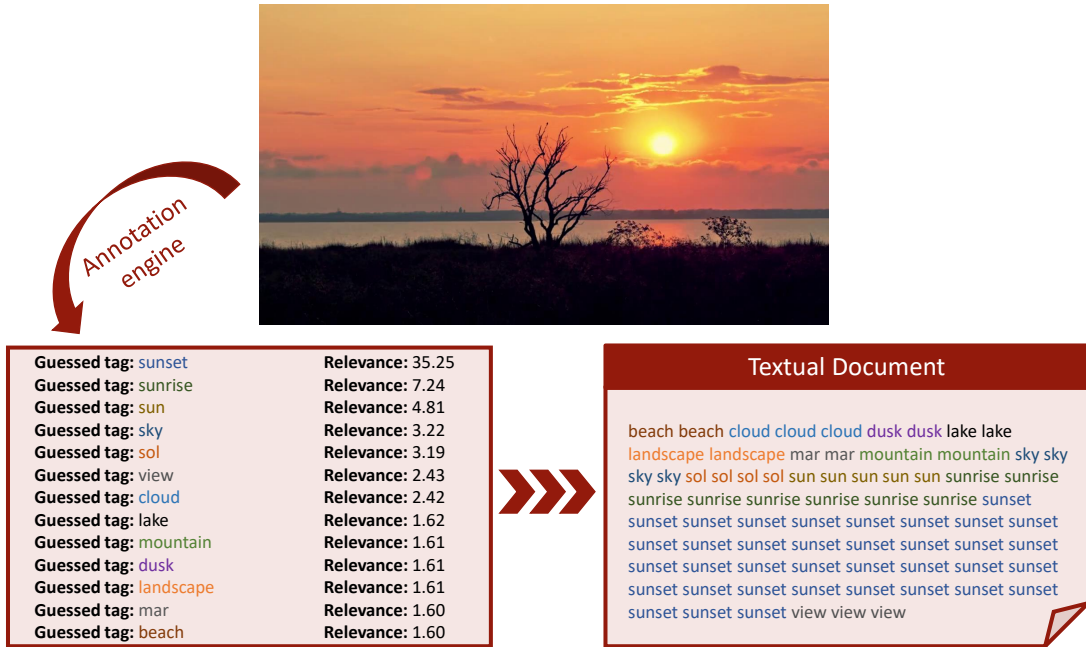 Annotation
engine
Guessed tag: sunset Relevance: 35.25
Guessed tag: sunrise Relevance: 7.24
Guessed tag: sun Relevance: 4.81
Guessed tag: sky Relevance: 3.22
Guessed tag: sol Relevance: 3.19
Guessed tag: view Relevance: 2.43
Guessed tag: cloud Relevance: 2.42
Guessed tag: lake Relevance: 1.62
Guessed tag: mountain Relevance: 1.61
Guessed tag: dusk Relevance: 1.61
Guessed tag: landscape Relevance: 1.61
Guessed tag: mar Relevance: 1.60
Guessed tag: beach Relevance: 1.60
Textual Document
beach beach cloud cloud cloud dusk dusk lake lake
landscape landscape mar mar mountain mountain sky sky
sky sky sol sol sol sol sun sun sun sun sun sunrise sunrise
sunrise sunrise sunrise sunrise sunrise sunrise sunset
sunset sunset sunset sunset sunset sunset sunset sunset
sunset sunset sunset sunset sunset sunset sunset sunset
sunset sunset sunset sunset sunset sunset sunset sunset
sunset sunset sunset sunset sunset sunset sunset sunset
sunset sunset sunset view view view